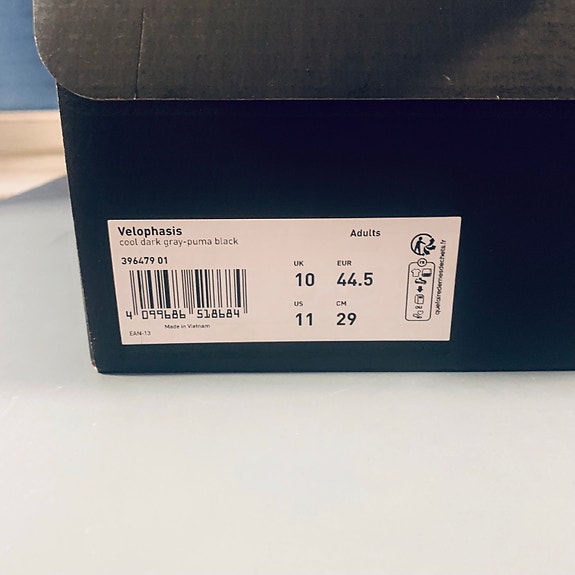 Velophasis
cool dark gray-puma black
Adults
396479 01
4 099686 518684
Made in Vietnam
EAN-13
UK EUR
10 44.5
US CM
11 29
FR
quefairedemesdechets.fr